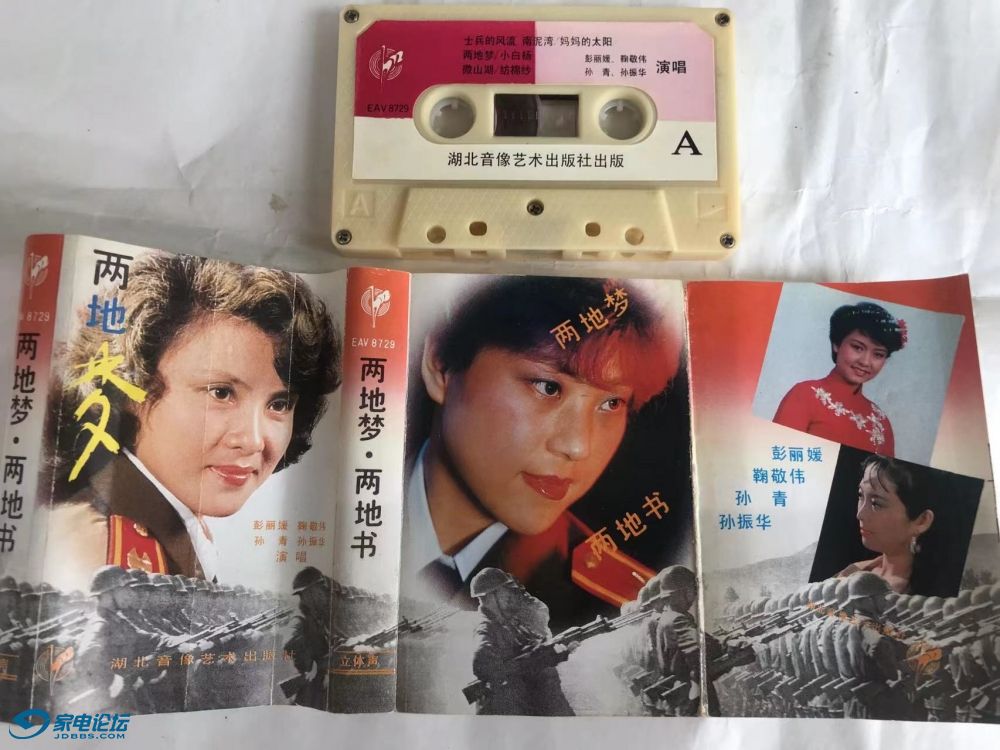 士兵的风流 南泥湾/妈妈的太阳
两地梦/小白杨
微山湖/纺棉纱
彭丽媛、鞠敬伟
孙 青、孙振华
演唱
EAV 8729
A
湖北音像艺术出版社出版
A
8729
两地梦·两地书
两地梦
彭丽媛 鞠敬伟
孙 青 孙振华
演唱
湖北音像艺术出版社
EAV 8729
两地梦·两地书
立体声
两地梦
两地书
彭丽媛
鞠敬伟
孙 青
孙振华
家电论坛
JDBBS.COM